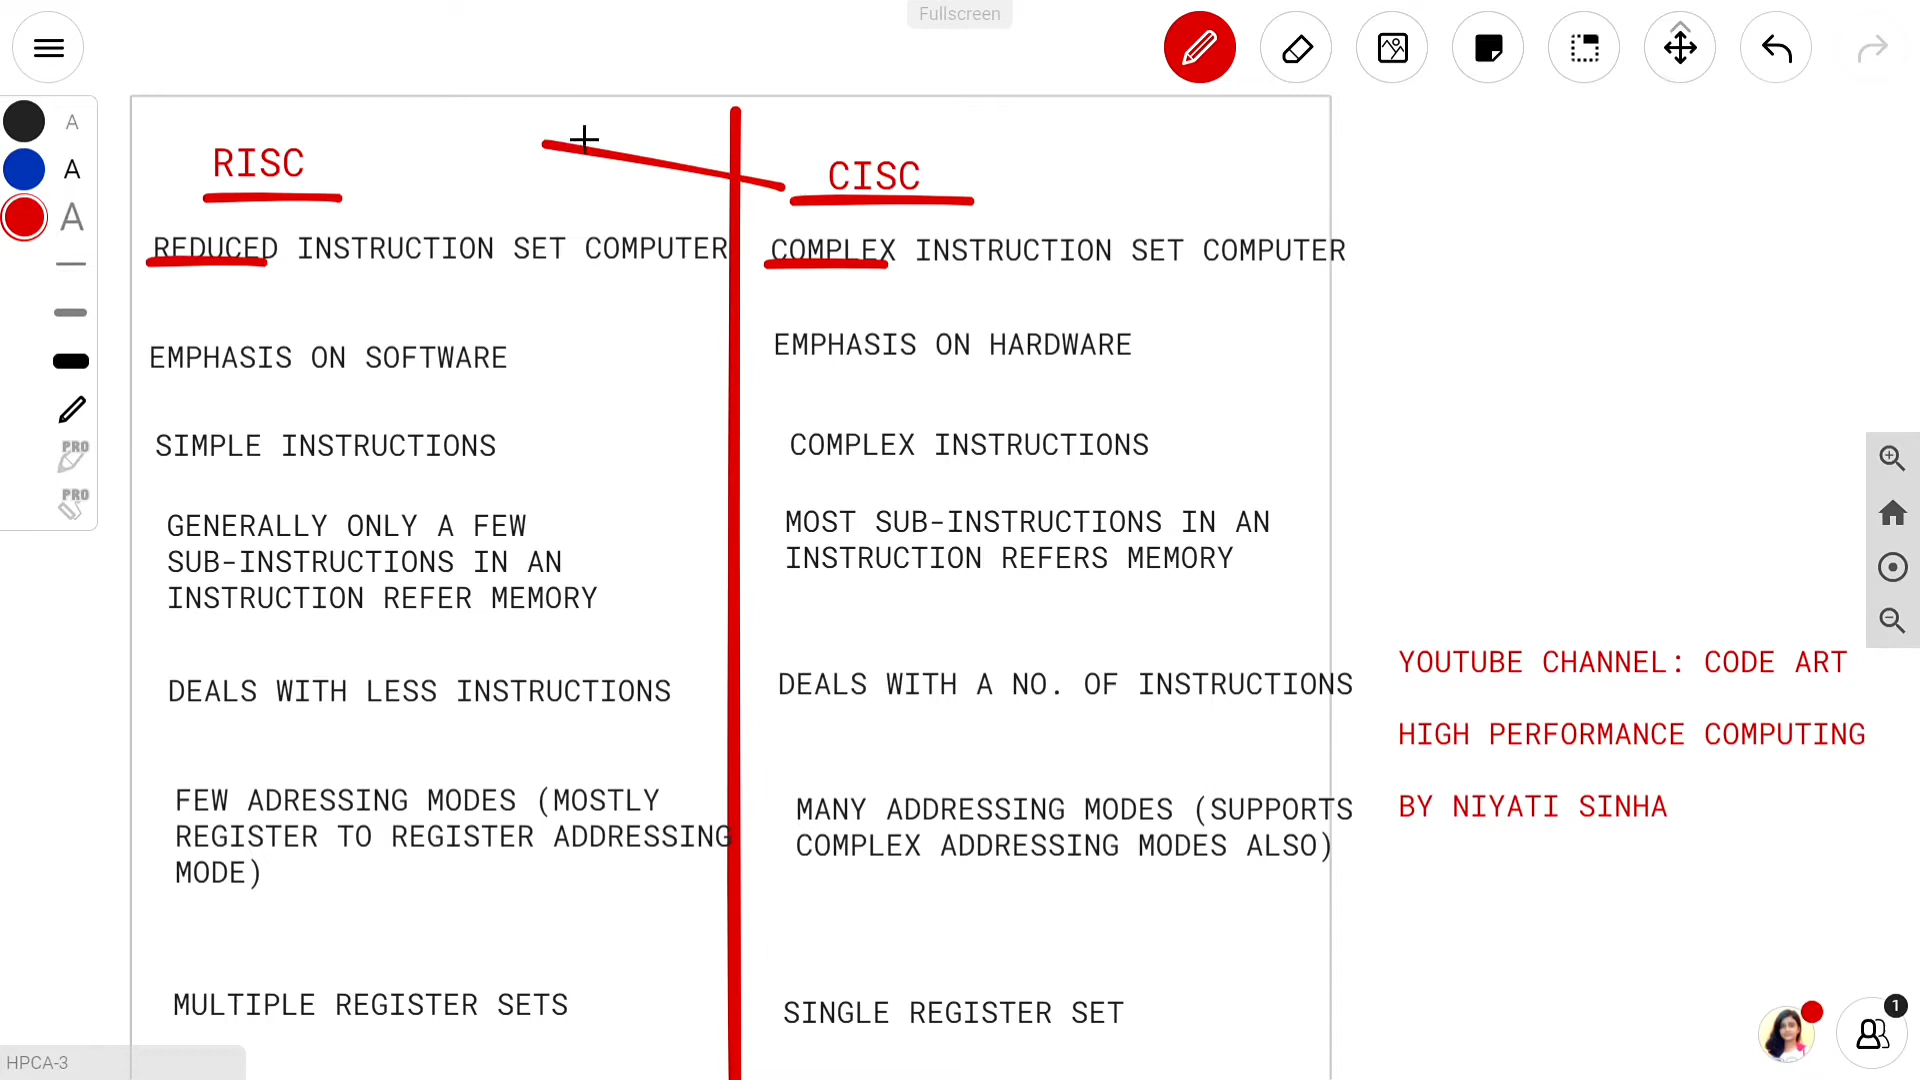 Fullscreen
A
A
A
PRO
PRO
RISC
REDUCED INSTRUCTION SET COMPUTER
EMPHASIS ON SOFTWARE
SIMPLE INSTRUCTIONS
GENERALLY ONLY A FEW
SUB-INSTRUCTIONS IN AN
INSTRUCTION REFER MEMORY
DEALS WITH LESS INSTRUCTIONS
FEW ADRESSING MODES (MOSTLY
REGISTER TO REGISTER ADDRESSING
MODE)
MULTIPLE REGISTER SETS
CISC
COMPLEX INSTRUCTION SET COMPUTER
EMPHASIS ON HARDWARE
COMPLEX INSTRUCTIONS
MOST SUB-INSTRUCTIONS IN AN
INSTRUCTION REFERS MEMORY
DEALS WITH A NO. OF INSTRUCTIONS
MANY ADDRESSING MODES (SUPPORTS
COMPLEX ADDRESSING MODES ALSO)
SINGLE REGISTER SET
YOUTUBE CHANNEL: CODE ART
HIGH PERFORMANCE COMPUTING
BY NIYATI SINHA
1
HPCA-3